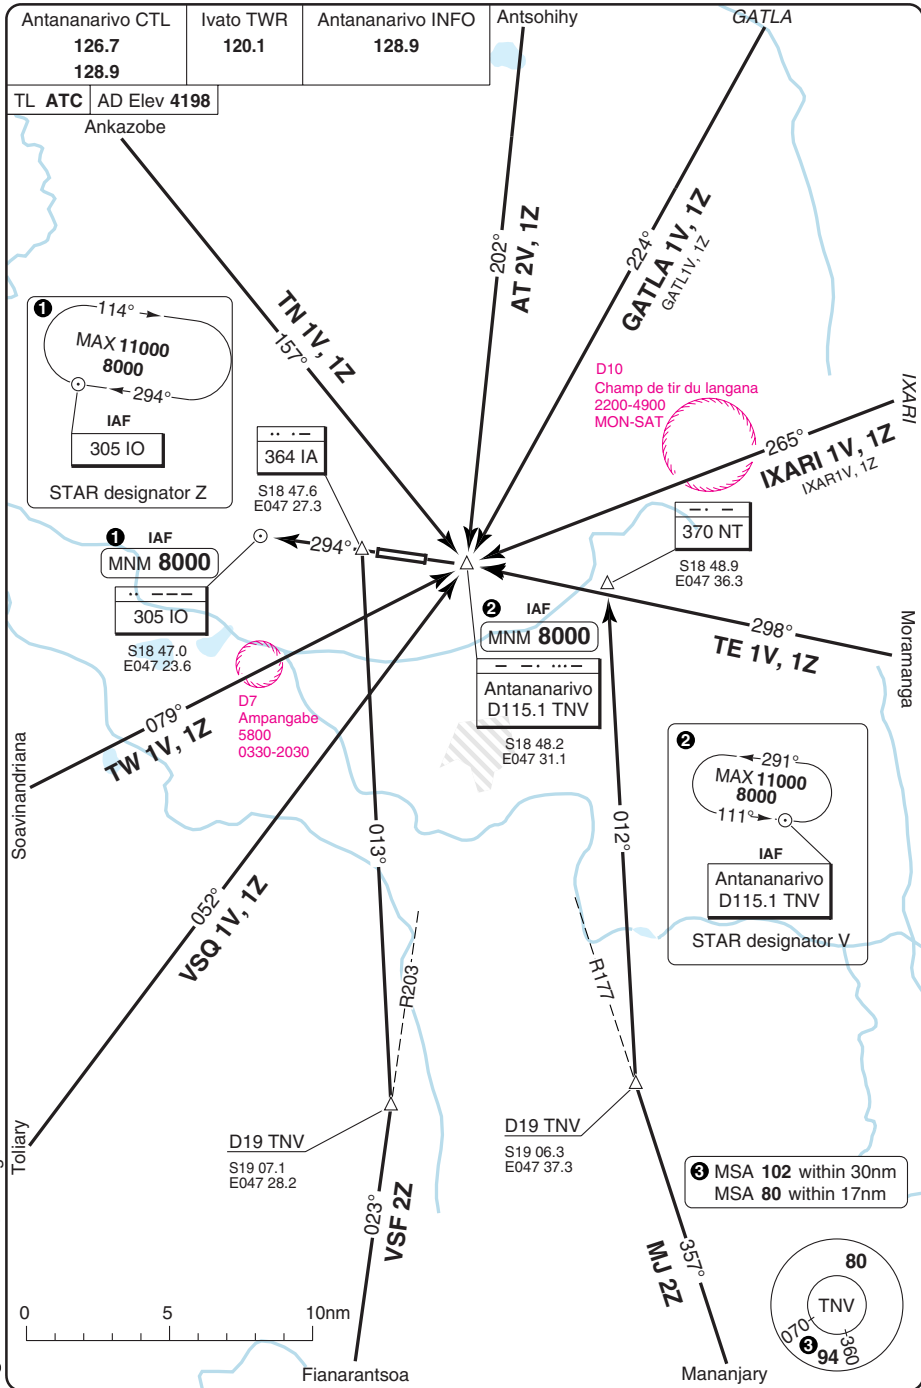 Antananarivo CTL
126.7
128.9
Ivato TWR
120.1
Antananarivo INFO
128.9
TL ATC
AD Elev 4198
Antsohihy
GATLA
Ankazobe
202°
AT 2V, 1Z
224°
GATLA 1V, 1Z
GATL1V, 1Z
TN 1V, 1Z
157°
1
114°
MAX 11000
8000
294°
IAF
305 IO
STAR designator Z
D10
Champ de tir du langana
2200-4900
MON-SAT
IXARI
265°
IXARI 1V, 1Z
IXAR1V, 1Z
364 IA
S18 47.6
E047 27.3
370 NT
S18 48.9
E047 36.3
1 IAF
MNM 8000
294°
305 IO
S18 47.0
E047 23.6
2 IAF
MNM 8000
Antananarivo
D115.1 TNV
S18 48.2
E047 31.1
298°
TE 1V, 1Z
Moramanga
D7
Ampangabe
5800
0330-2030
079°
TW 1V, 1Z
Soavinandriana
2
291°
MAX 11000
8000
111°
IAF
Antananarivo
D115.1 TNV
STAR designator V
013°
012°
052°
VSQ 1V, 1Z
R203
R177
Toliary
D19 TNV
S19 07.1
E047 28.2
D19 TNV
S19 06.3
E047 37.3
3 MSA 102 within 30nm
MSA 80 within 17nm
023°
VSF 2Z
357°
MJ 2Z
80
TNV
070
360
3
94
0 5 10nm
Fianarantsoa
Mananjary